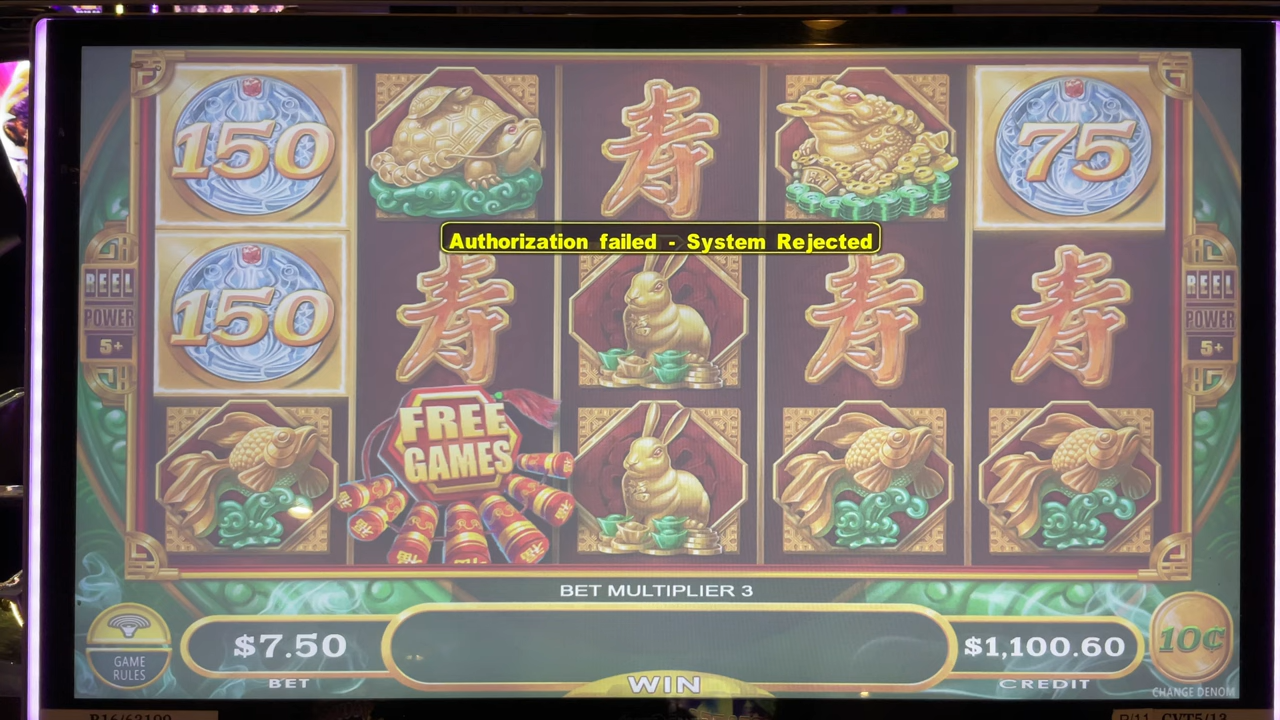 150
寿
75
Authorization failed - System Rejected
150
寿
寿
寿
REEL
POWER
5+
REEL
POWER
5+
FREE
GAMES
BET MULTIPLIER 3
$7.50
BET
WIN
$1,100.60
CREDIT
10¢
CHANGE DENOM
GAME
RULES